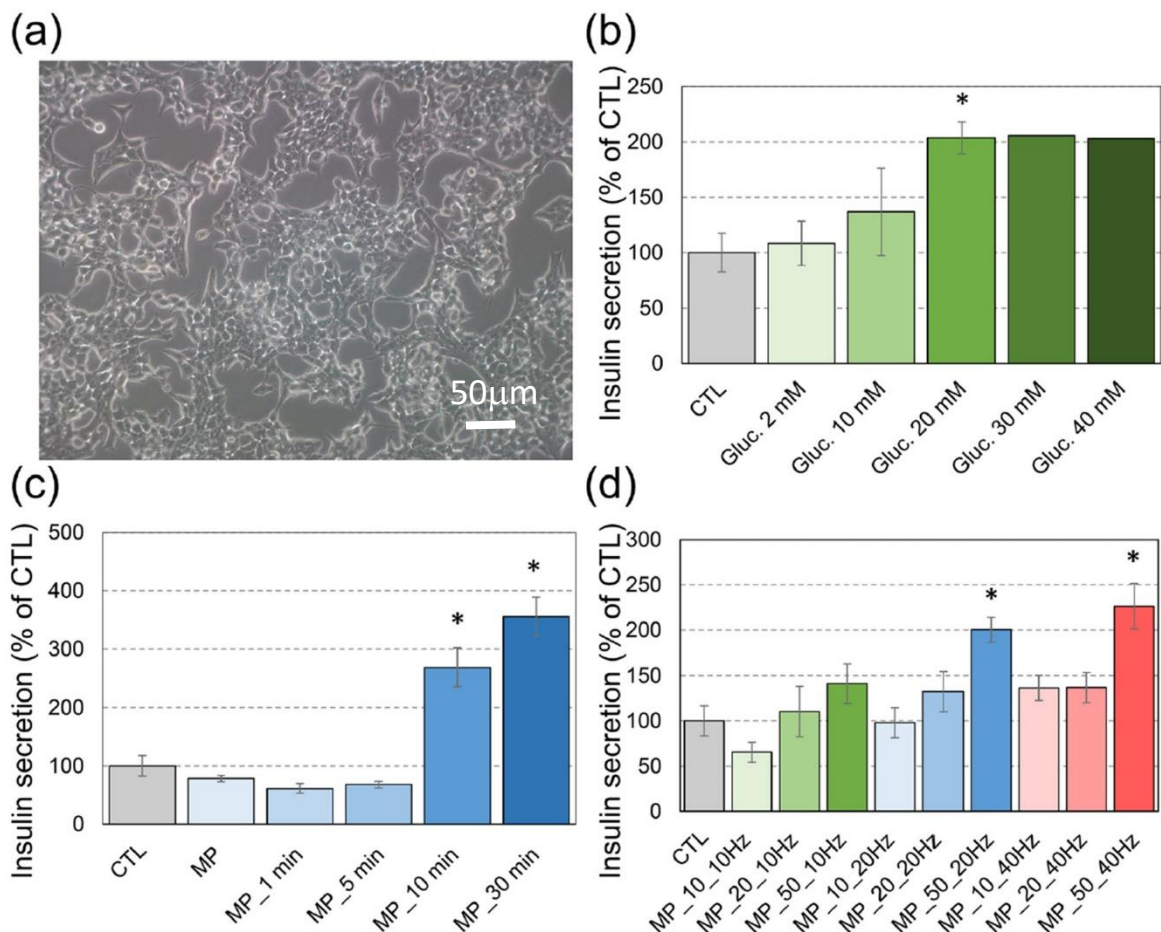 (a)
50μm
(b)
Insulin secretion (% of CTL)
250
200
150
100
50
0
*
CTL
Gluc. 2 mM
Gluc. 10 mM
Gluc. 20 mM
Gluc. 30 mM
Gluc. 40 mM
(c)
Insulin secretion (% of CTL)
500
400
300
200
100
0
*
*
CTL
MP
MP_1 min
MP_5 min
MP_10 min
MP_30 min
(d)
Insulin secretion (% of CTL)
300
250
200
150
100
50
0
*
*
CTL
MP_10_10Hz
MP_20_10Hz
MP_50_10Hz
MP_10_20Hz
MP_20_20Hz
MP_50_20Hz
MP_10_40Hz
MP_20_40Hz
MP_50_40Hz